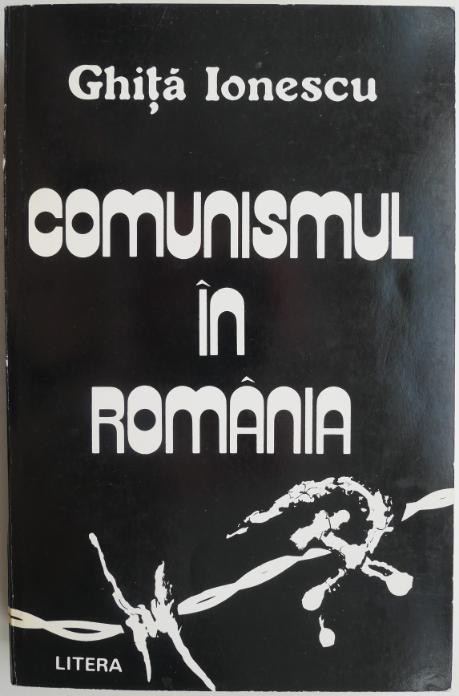 Ghiță Ionescu
COMUNISMUL
ÎN
ROMÂNIA
LITERA